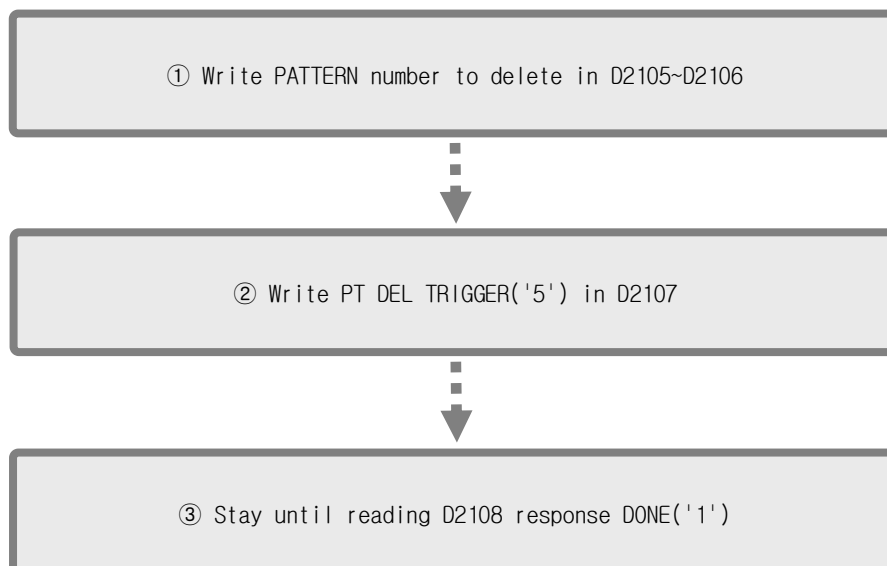 ① Write PATTERN number to delete in D2105~D2106
② Write PT DEL TRIGGER('5') in D2107
③ Stay until reading D2108 response DONE('1')